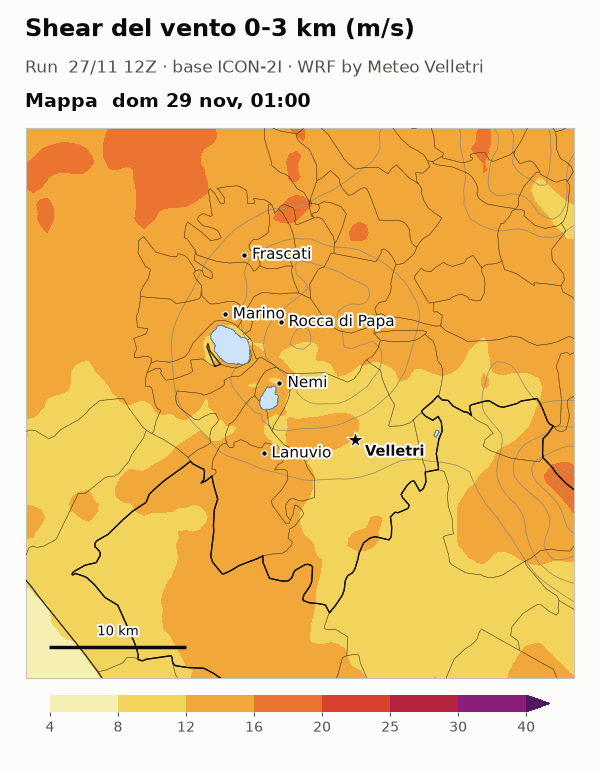 Shear del vento 0-3 km (m/s)
Run 27/11 12Z · base ICON-2I · WRF by Meteo Velletri
Mappa dom 29 nov, 01:00
Frascati
Marino
Rocca di Papa
Nemi
Velletri
Lanuvio
10 km
4 8 12 16 20 25 30 40